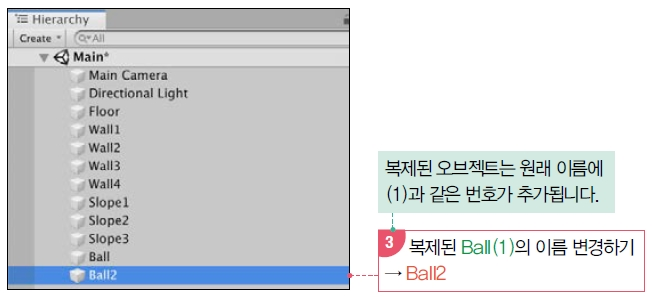 Hierarchy
Create
All
Main*
Main Camera
Directional Light
Floor
Wall1
Wall2
Wall3
Wall4
Slope1
Slope2
Slope3
Ball
Ball2
복제된 오브젝트는 원래 이름에
(1)과 같은 번호가 추가됩니다.
3 복제된 Ball(1)의 이름 변경하기
→ Ball2